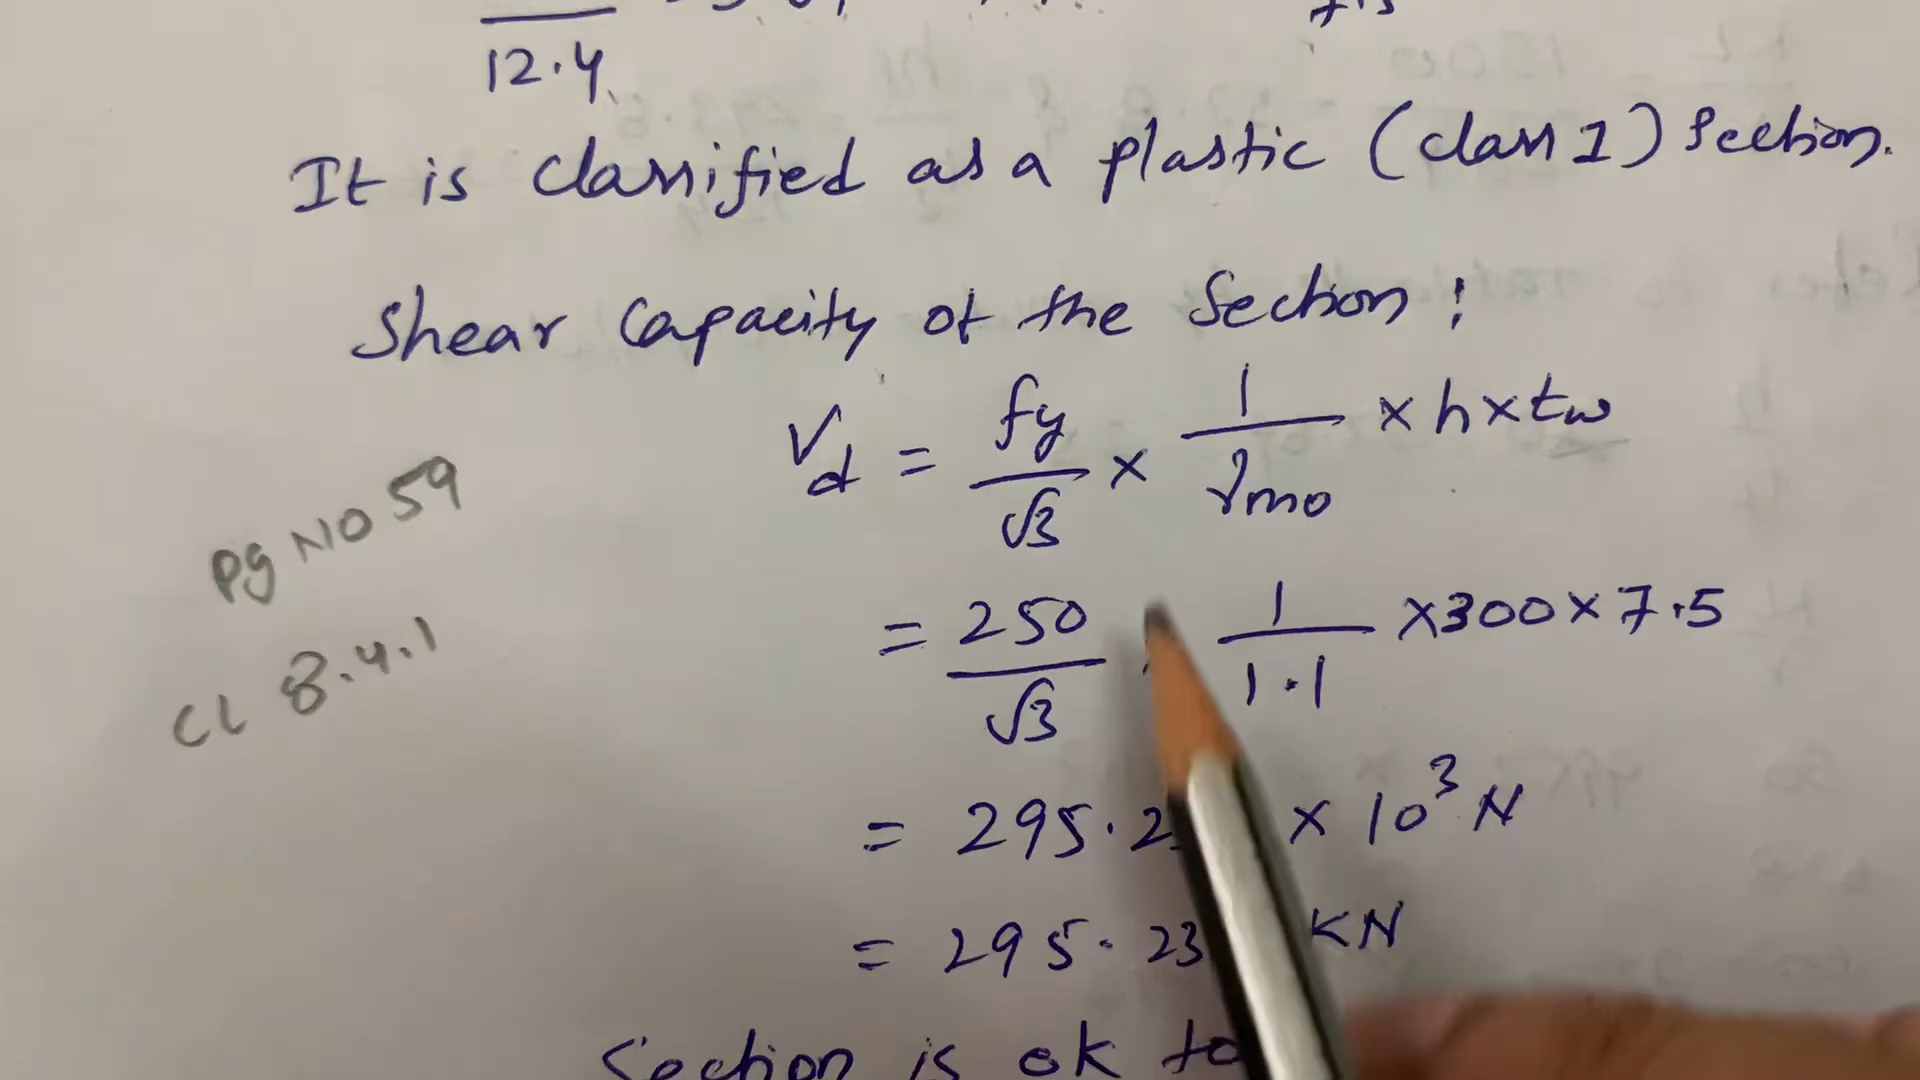 12.4
It is classified as a plastic (class 1) Section.
Shear Capacity of the Section:
Vd = fy/√3 × 1/γmo × h × tw
Pg NO 59
= 250/√3 × 1/1.1 × 300 × 7.5
CL 8.4.1
= 295.2 × 10³ N
= 295.23 KN
Section is ok to